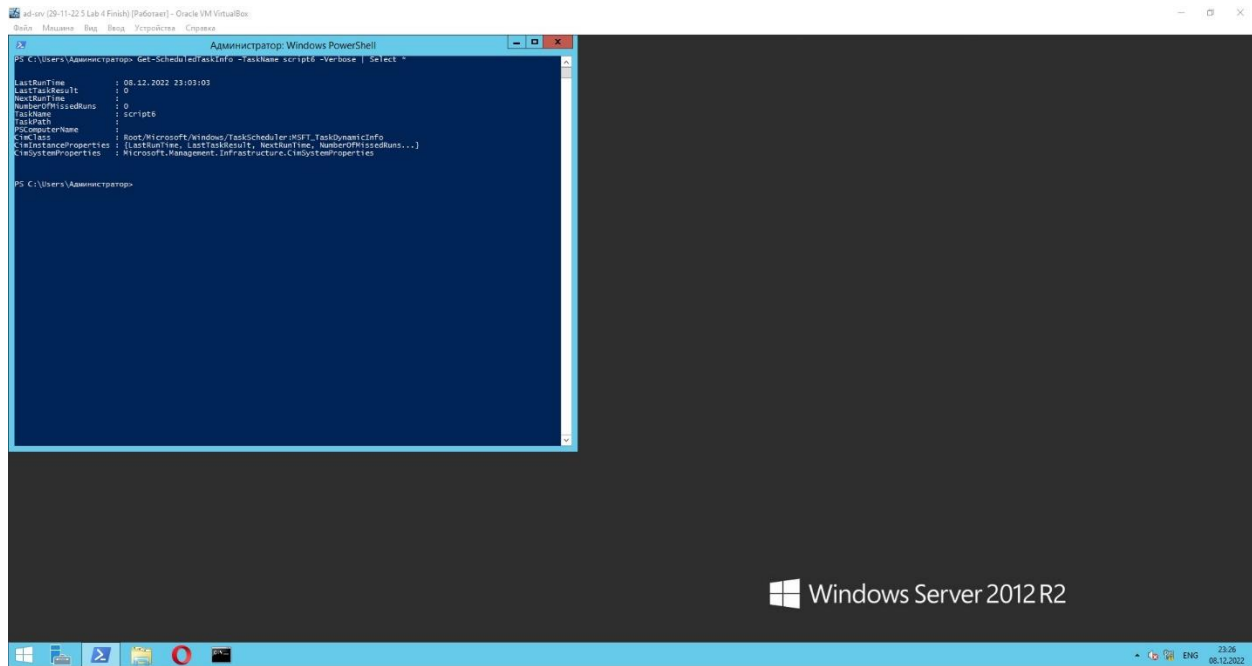 ad-srv (29-11-22 5 Lab 4 Finish) [Работает] - Oracle VM VirtualBox
Файл Машина Вид Ввод Устройства Справка
Администратор: Windows PowerShell
PS C:\Users\Администратор> Get-ScheduledTaskInfo -TaskName script6 -Verbose | Select *
LastRunTime : 08.12.2022 23:03:03
LastTaskResult : 0
NextRunTime :
NumberOfMissedRuns : 0
TaskName : script6
TaskPath :
PSComputerName :
CimClass : Root/Microsoft/Windows/TaskScheduler:MSFT_TaskDynamicInfo
CimInstanceProperties : {LastRunTime, LastTaskResult, NextRunTime, NumberOfMissedRuns...}
CimSystemProperties : Microsoft.Management.Infrastructure.CimSystemProperties
PS C:\Users\Администратор>
Windows Server 2012 R2
ENG
23:26
08.12.2022